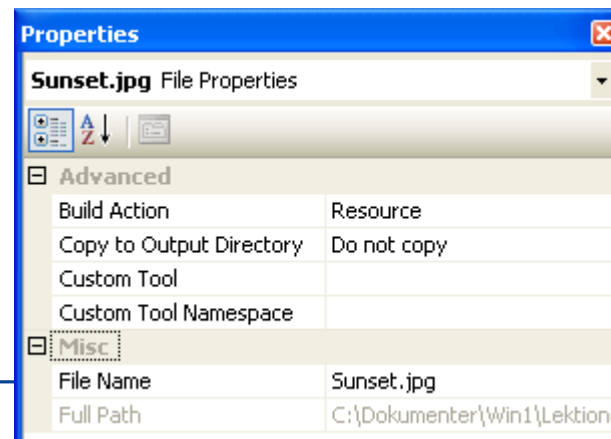 Properties
Sunset.jpg File Properties
A
Z
Advanced
Build Action Resource
Copy to Output Directory Do not copy
Custom Tool
Custom Tool Namespace
Misc
File Name Sunset.jpg
Full Path C:\Dokumenter\Win1\Lektion